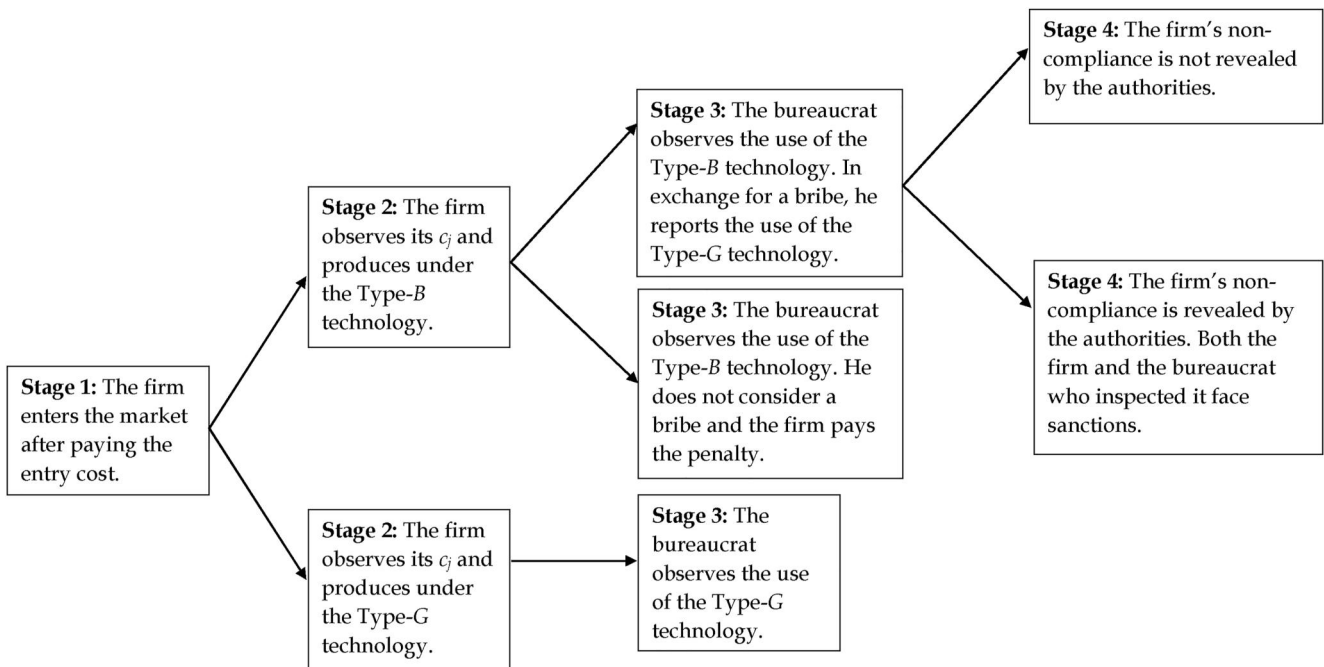 Stage 1: The firm
enters the market
after paying the
entry cost.
Stage 2: The firm
observes its cj and
produces under
the Type-B
technology.
Stage 2: The firm
observes its cj and
produces under
the Type-G
technology.
Stage 3: The bureaucrat
observes the use of the
Type-B technology. In
exchange for a bribe, he
reports the use of the
Type-G technology.
Stage 3: The bureaucrat
observes the use of the
Type-B technology. He
does not consider a
bribe and the firm pays
the penalty.
Stage 3: The
bureaucrat
observes the use
of the Type-G
technology.
Stage 4: The firm’s non-
compliance is not revealed
by the authorities.
Stage 4: The firm’s non-
compliance is revealed by
the authorities. Both the
firm and the bureaucrat
who inspected it face
sanctions.